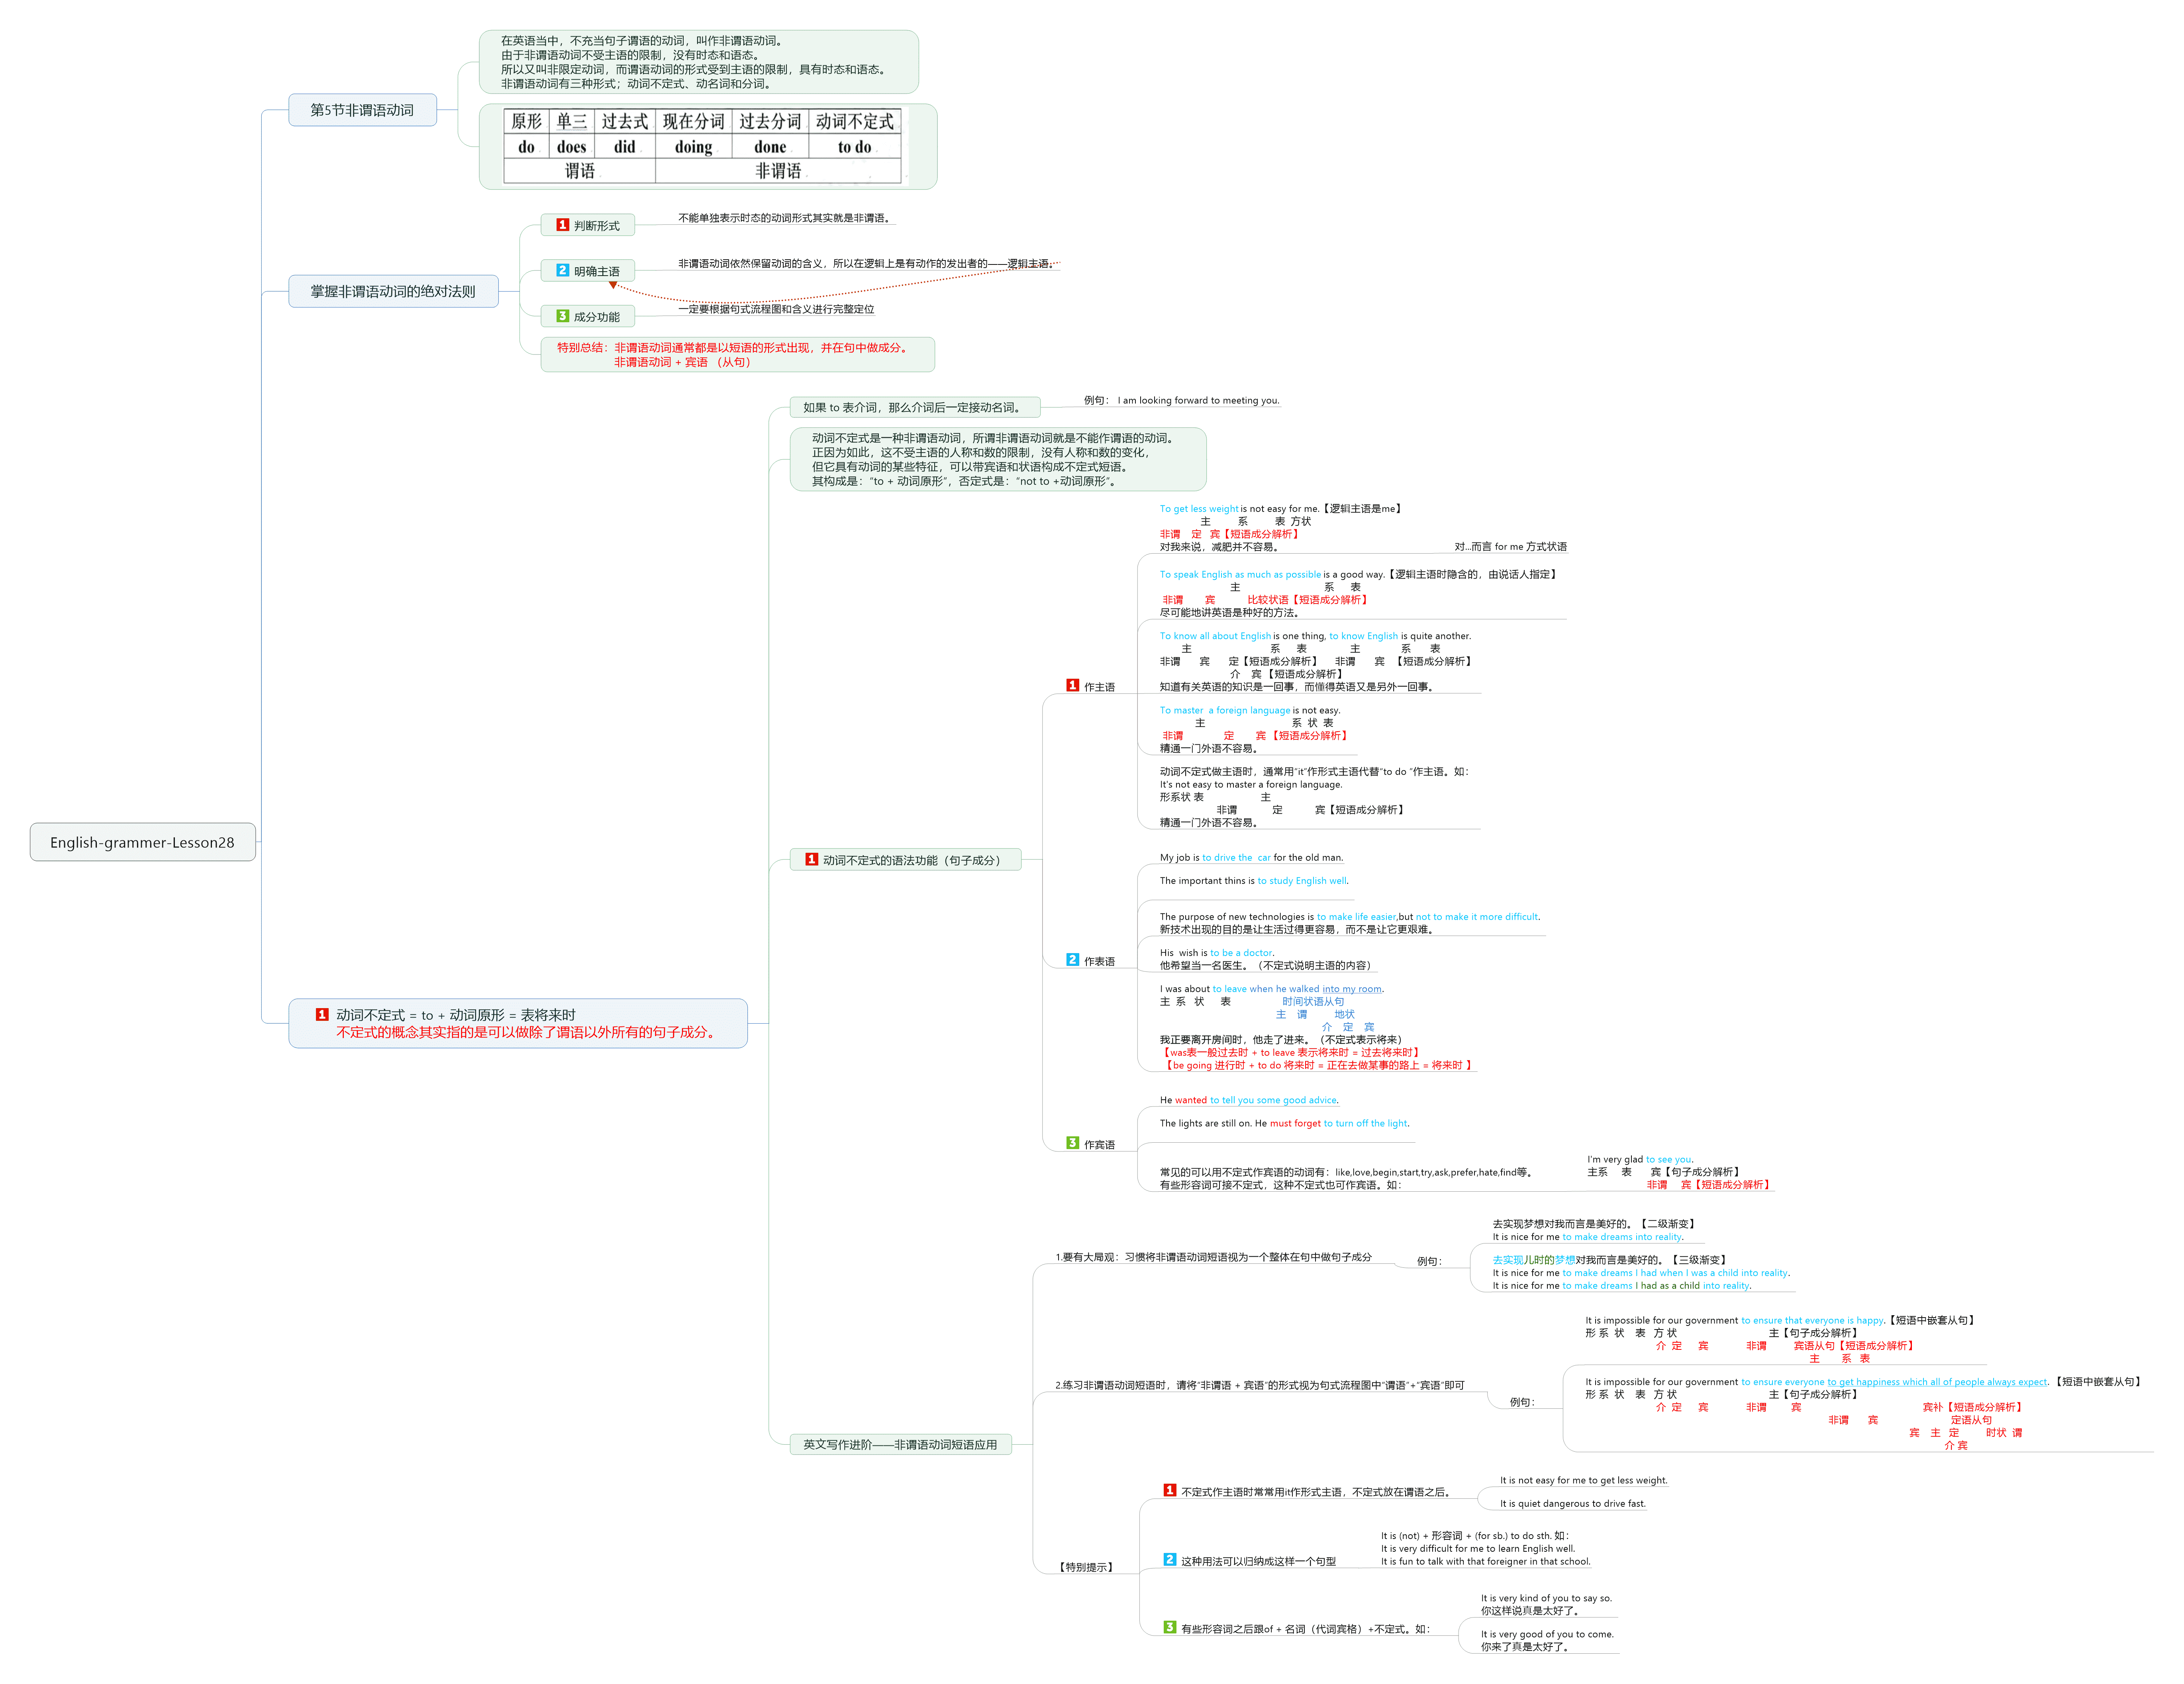 English-grammer-Lesson28
第5节非谓语动词
在英语当中，不充当句子谓语的动词，叫作非谓语动词。
由于非谓语动词不受主语的限制，没有时态和语态。
所以又叫非限定动词，而谓语动词的形式受到主语的限制，具有时态和语态。
非谓语动词有三种形式；动词不定式、动名词和分词。
原形 单三 过去式 现在分词 过去分词 动词不定式
do does did doing done to do
谓语 非谓语
掌握非谓语动词的绝对法则
1 判断形式
不能单独表示时态的动词形式其实就是非谓语。
2 明确主语
非谓语动词依然保留动词的含义，所以在逻辑上是有动作的发出者的——逻辑主语。
3 成分功能
一定要根据句式流程图和含义进行完整定位
特别总结：非谓语动词通常都是以短语的形式出现，并在句中做成分。
非谓语动词 + 宾语 （从句）
1 动词不定式 = to + 动词原形 = 表将来时
不定式的概念其实指的是可以做除了谓语以外所有的句子成分。
如果 to 表介词，那么介词后一定接动名词。
例句： I am looking forward to meeting you.
动词不定式是一种非谓语动词，所谓非谓语动词就是不能作谓语的动词。
正因为如此，这不受主语的人称和数的限制，没有人称和数的变化，
但它具有动词的某些特征，可以带宾语和状语构成不定式短语。
其构成是：“to + 动词原形”，否定式是：“not to +动词原形”。
1 动词不定式的语法功能（句子成分）
1 作主语
To get less weight is not easy for me.【逻辑主语是me】
主 系 表 方状
非谓 定 宾【短语成分解析】
对我来说，减肥并不容易。
对...而言 for me 方式状语
To speak English as much as possible is a good way.【逻辑主语时隐含的，由说话人指定】
主 系 表
非谓 宾 比较状语【短语成分解析】
尽可能地讲英语是种好的方法。
To know all about English is one thing, to know English is quite another.
主 系 表 主 系 表
非谓 宾 定【短语成分解析】 非谓 宾 【短语成分解析】
介 宾【短语成分解析】
知道有关英语的知识是一回事，而懂得英语又是另外一回事。
To master a foreign language is not easy.
主 系 状 表
非谓 定 宾【短语成分解析】
精通一门外语不容易。
动词不定式做主语时，通常用“it”作形式主语代替“to do ”作主语。如：
It's not easy to master a foreign language.
形系状 表 主
非谓 定 宾【短语成分解析】
精通一门外语不容易。
2 作表语
My job is to drive the car for the old man.
The important thins is to study English well.
The purpose of new technologies is to make life easier,but not to make it more difficult.
新技术出现的目的是让生活过得更容易，而不是让它更艰难。
His wish is to be a doctor.
他希望当一名医生。（不定式说明主语的内容）
I was about to leave when he walked into my room.
主 系 状 表 时间状语从句
主 谓 地状
介 定 宾
我正要离开房间时，他走了进来。（不定式表示将来）
【was表一般过去时 + to leave 表示将来时 = 过去将来时】
【be going 进行时 + to do 将来时 = 正在去做某事的路上 = 将来时 】
3 作宾语
He wanted to tell you some good advice.
The lights are still on. He must forget to turn off the light.
常见的可以用不定式作宾语的动词有：like,love,begin,start,try,ask,prefer,hate,find等。
有些形容词可接不定式，这种不定式也可作宾语。如：
I'm very glad to see you.
主系 表 宾【句子成分解析】
非谓 宾【短语成分解析】
英文写作进阶——非谓语动词短语应用
1.要有大局观：习惯将非谓语动词短语视为一个整体在句中做句子成分
例句：
去实现梦想对我而言是美好的。【二级渐变】
It is nice for me to make dreams into reality.
去实现儿时的梦想对我而言是美好的。【三级渐变】
It is nice for me to make dreams I had when I was a child into reality.
It is nice for me to make dreams I had as a child into reality.
2.练习非谓语动词短语时，请将“非谓语 + 宾语”的形式视为句式流程图中“谓语”+“宾语”即可
例句：
It is impossible for our government to ensure that everyone is happy.【短语中嵌套从句】
形 系 状 表 方 状 主【句子成分解析】
介 定 宾 非谓 宾语从句【短语成分解析】
主 系 表
It is impossible for our government to ensure everyone to get happiness which all of people always expect. 【短语中嵌套从句】
形 系 状 表 方 状 主【句子成分解析】
介 定 宾 非谓 宾 宾补【短语成分解析】
非谓 宾 定语从句
宾 主 定 时状 谓
介 宾
【特别提示】
1 不定式作主语时常常用it作形式主语，不定式放在谓语之后。
It is not easy for me to get less weight.
It is quiet dangerous to drive fast.
2 这种用法可以归纳成这样一个句型
It is (not) + 形容词 + (for sb.) to do sth. 如：
It is very difficult for me to learn English well.
It is fun to talk with that foreigner in that school.
3 有些形容词之后跟of + 名词（代词宾格）+不定式。如：
It is very kind of you to say so.
你这样说真是太好了。
It is very good of you to come.
你来了真是太好了。